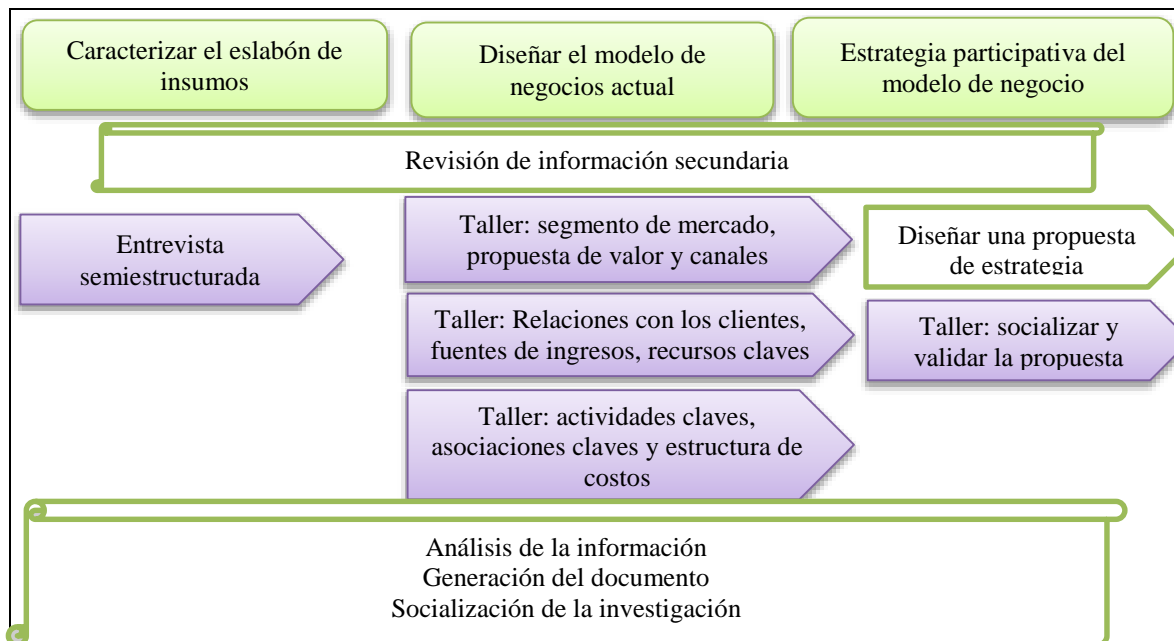 Caracterizar el eslabón de
insumos
Diseñar el modelo de
negocios actual
Estrategia participativa del
modelo de negocio
Revisión de información secundaria
Entrevista
semiestructurada
Taller: segmento de mercado,
propuesta de valor y canales
Diseñar una propuesta
de estrategia
Taller: Relaciones con los clientes,
fuentes de ingresos, recursos claves
Taller: socializar y
validar la propuesta
Taller: actividades claves,
asociaciones claves y estructura de
costos
Análisis de la información
Generación del documento
Socialización de la investigación